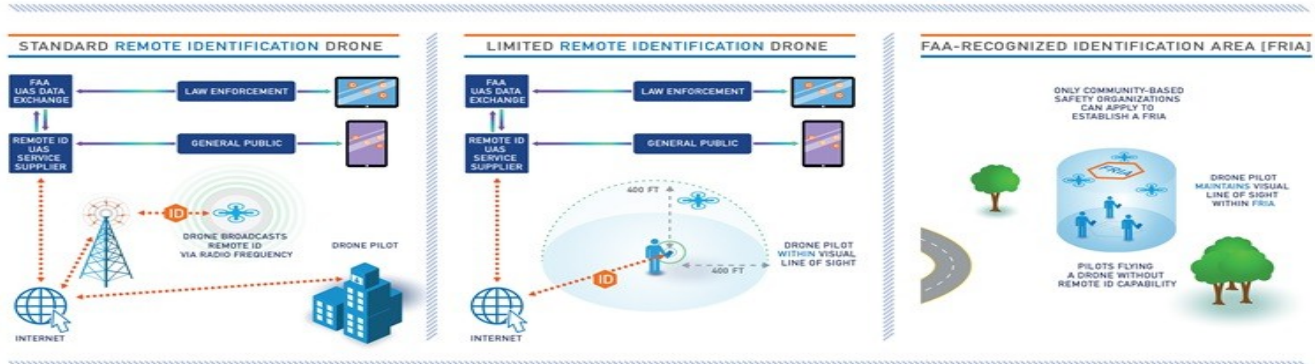 STANDARD REMOTE IDENTIFICATION DRONE
FAA
UAS DATA
EXCHANGE
LAW ENFORCEMENT
REMOTE ID
UAS
SERVICE
SUPPLIER
GENERAL PUBLIC
ID
DRONE BROADCASTS
REMOTE ID
VIA RADIO FREQUENCY
DRONE PILOT
INTERNET
LIMITED REMOTE IDENTIFICATION DRONE
FAA
UAS DATA
EXCHANGE
LAW ENFORCEMENT
REMOTE ID
UAS
SERVICE
SUPPLIER
GENERAL PUBLIC
400 FT
DRONE PILOT
WITHIN VISUAL
LINE OF SIGHT
400 FT
ID
INTERNET
FAA-RECOGNIZED IDENTIFICATION AREA [FRIA]
ONLY COMMUNITY-BASED
SAFETY ORGANIZATIONS
CAN APPLY TO
ESTABLISH A FRIA
FRIA
DRONE PILOT
MAINTAINS VISUAL
LINE OF SIGHT
WITHIN FRIA
PILOTS FLYING
A DRONE WITHOUT
REMOTE ID CAPABILITY